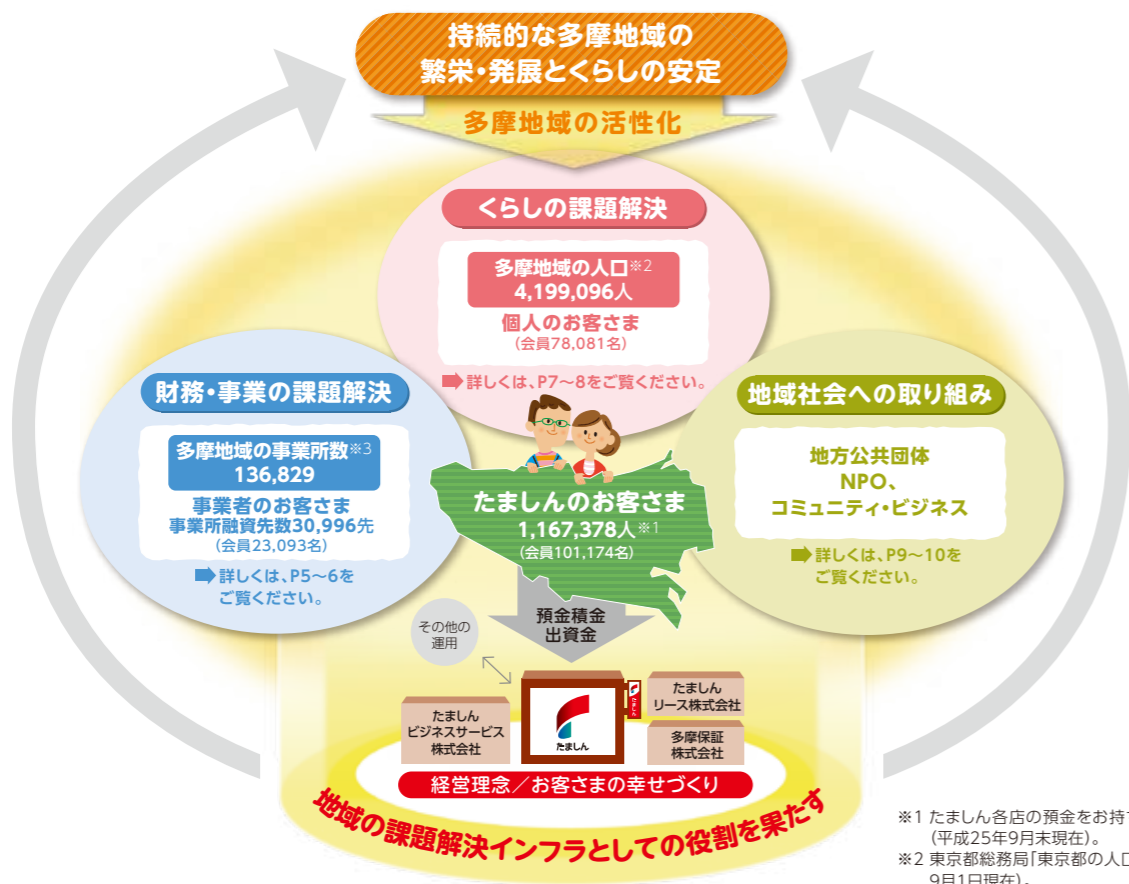 持続的な多摩地域の
繁栄・発展とくらしの安定
多摩地域の活性化
くらしの課題解決
多摩地域の人口※2
4,199,096人
個人のお客さま
(会員78,081名)
➡詳しくは、P7〜8をご覧ください。
財務・事業の課題解決
多摩地域の事業所数※3
136,829
事業者のお客さま
事業所融資先数30,996先
(会員23,093名)
➡詳しくは、P5〜6を
ご覧ください。
地域社会への取り組み
地方公共団体
NPO、
コミュニティ・ビジネス
➡詳しくは、P9〜10を
ご覧ください。
たましんのお客さま
1,167,378人※1
(会員101,174名)
預金積金
出資金
その他の
運用
たましん
ビジネスサービス
株式会社
たましん
たましん
たましん
リース株式会社
多摩保証
株式会社
経営理念／お客さまの幸せづくり
地域の課題解決インフラとしての役割を果たす
※1 たましん各店の預金をお持
(平成25年9月末現在)。
※2 東京都総務局「東京都の人口
9月1日現在)。